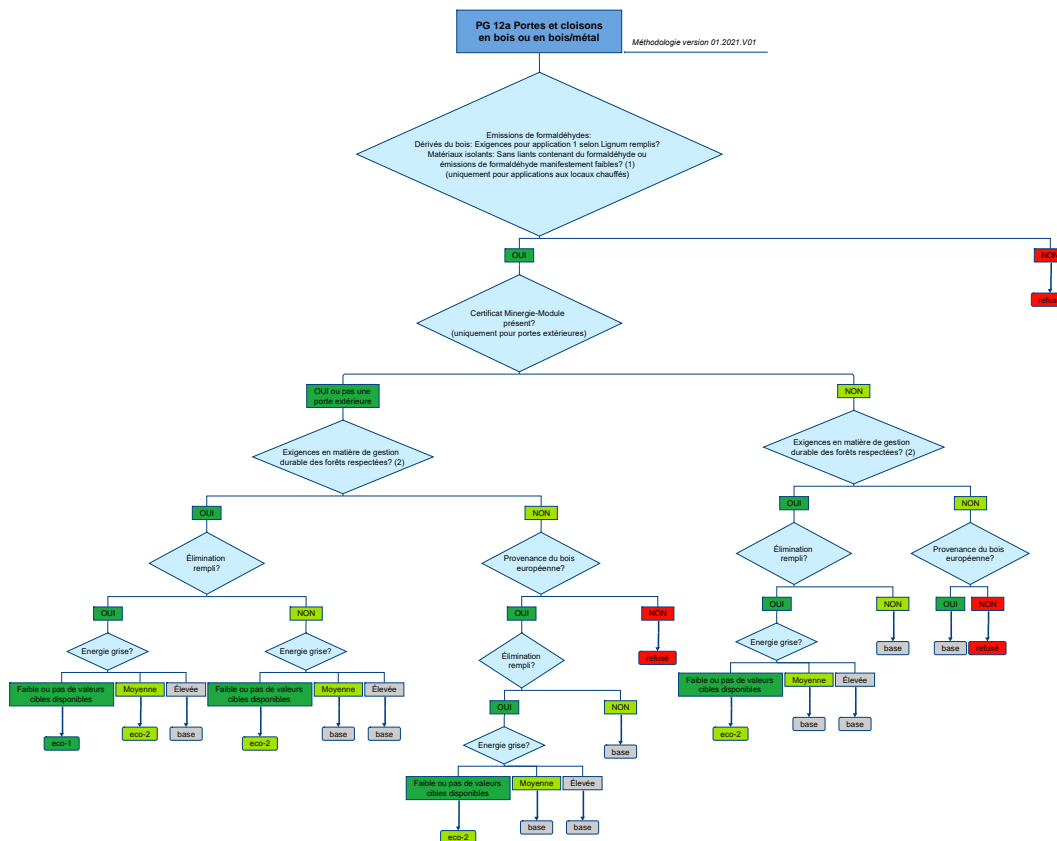 PG 12a Portes et cloisons
en bois ou en bois/métal
Méthodologie version 01.2021.V01
Emissions de formaldéhydes:
Dérivés du bois: Exigences pour application 1 selon Lignum remplis?
Matériaux isolants: Sans liants contenant du formaldéhyde ou
émissions de formaldéhyde manifestement faibles? (1)
(uniquement pour applications aux locaux chauffés)
OUI
NON
refusé
Certificat Minergie-Module
présent?
(uniquement pour portes extérieures)
OUI ou pas une
porte extérieure
NON
Exigences en matière de gestion
durable des forêts respectées? (2)
Exigences en matière de gestion
durable des forêts respectées? (2)
OUI
NON
OUI
NON
Élimination
rempli?
Provenance du bois
européenne?
Élimination
rempli?
Provenance du bois
européenne?
OUI
NON
OUI
NON
OUI
NON
OUI
NON
Energie grise?
Energie grise?
Élimination
rempli?
refusé
Energie grise?
base
base
refusé
Faible ou pas de valeurs
cibles disponibles
Moyenne
Élevée
Faible ou pas de valeurs
cibles disponibles
Moyenne
Élevée
Faible ou pas de valeurs
cibles disponibles
Moyenne
Élevée
eco-1
eco-2
base
eco-2
base
base
OUI
NON
eco-2
base
base
Energie grise?
base
Faible ou pas de valeurs
cibles disponibles
Moyenne
Élevée
eco-2
base
base